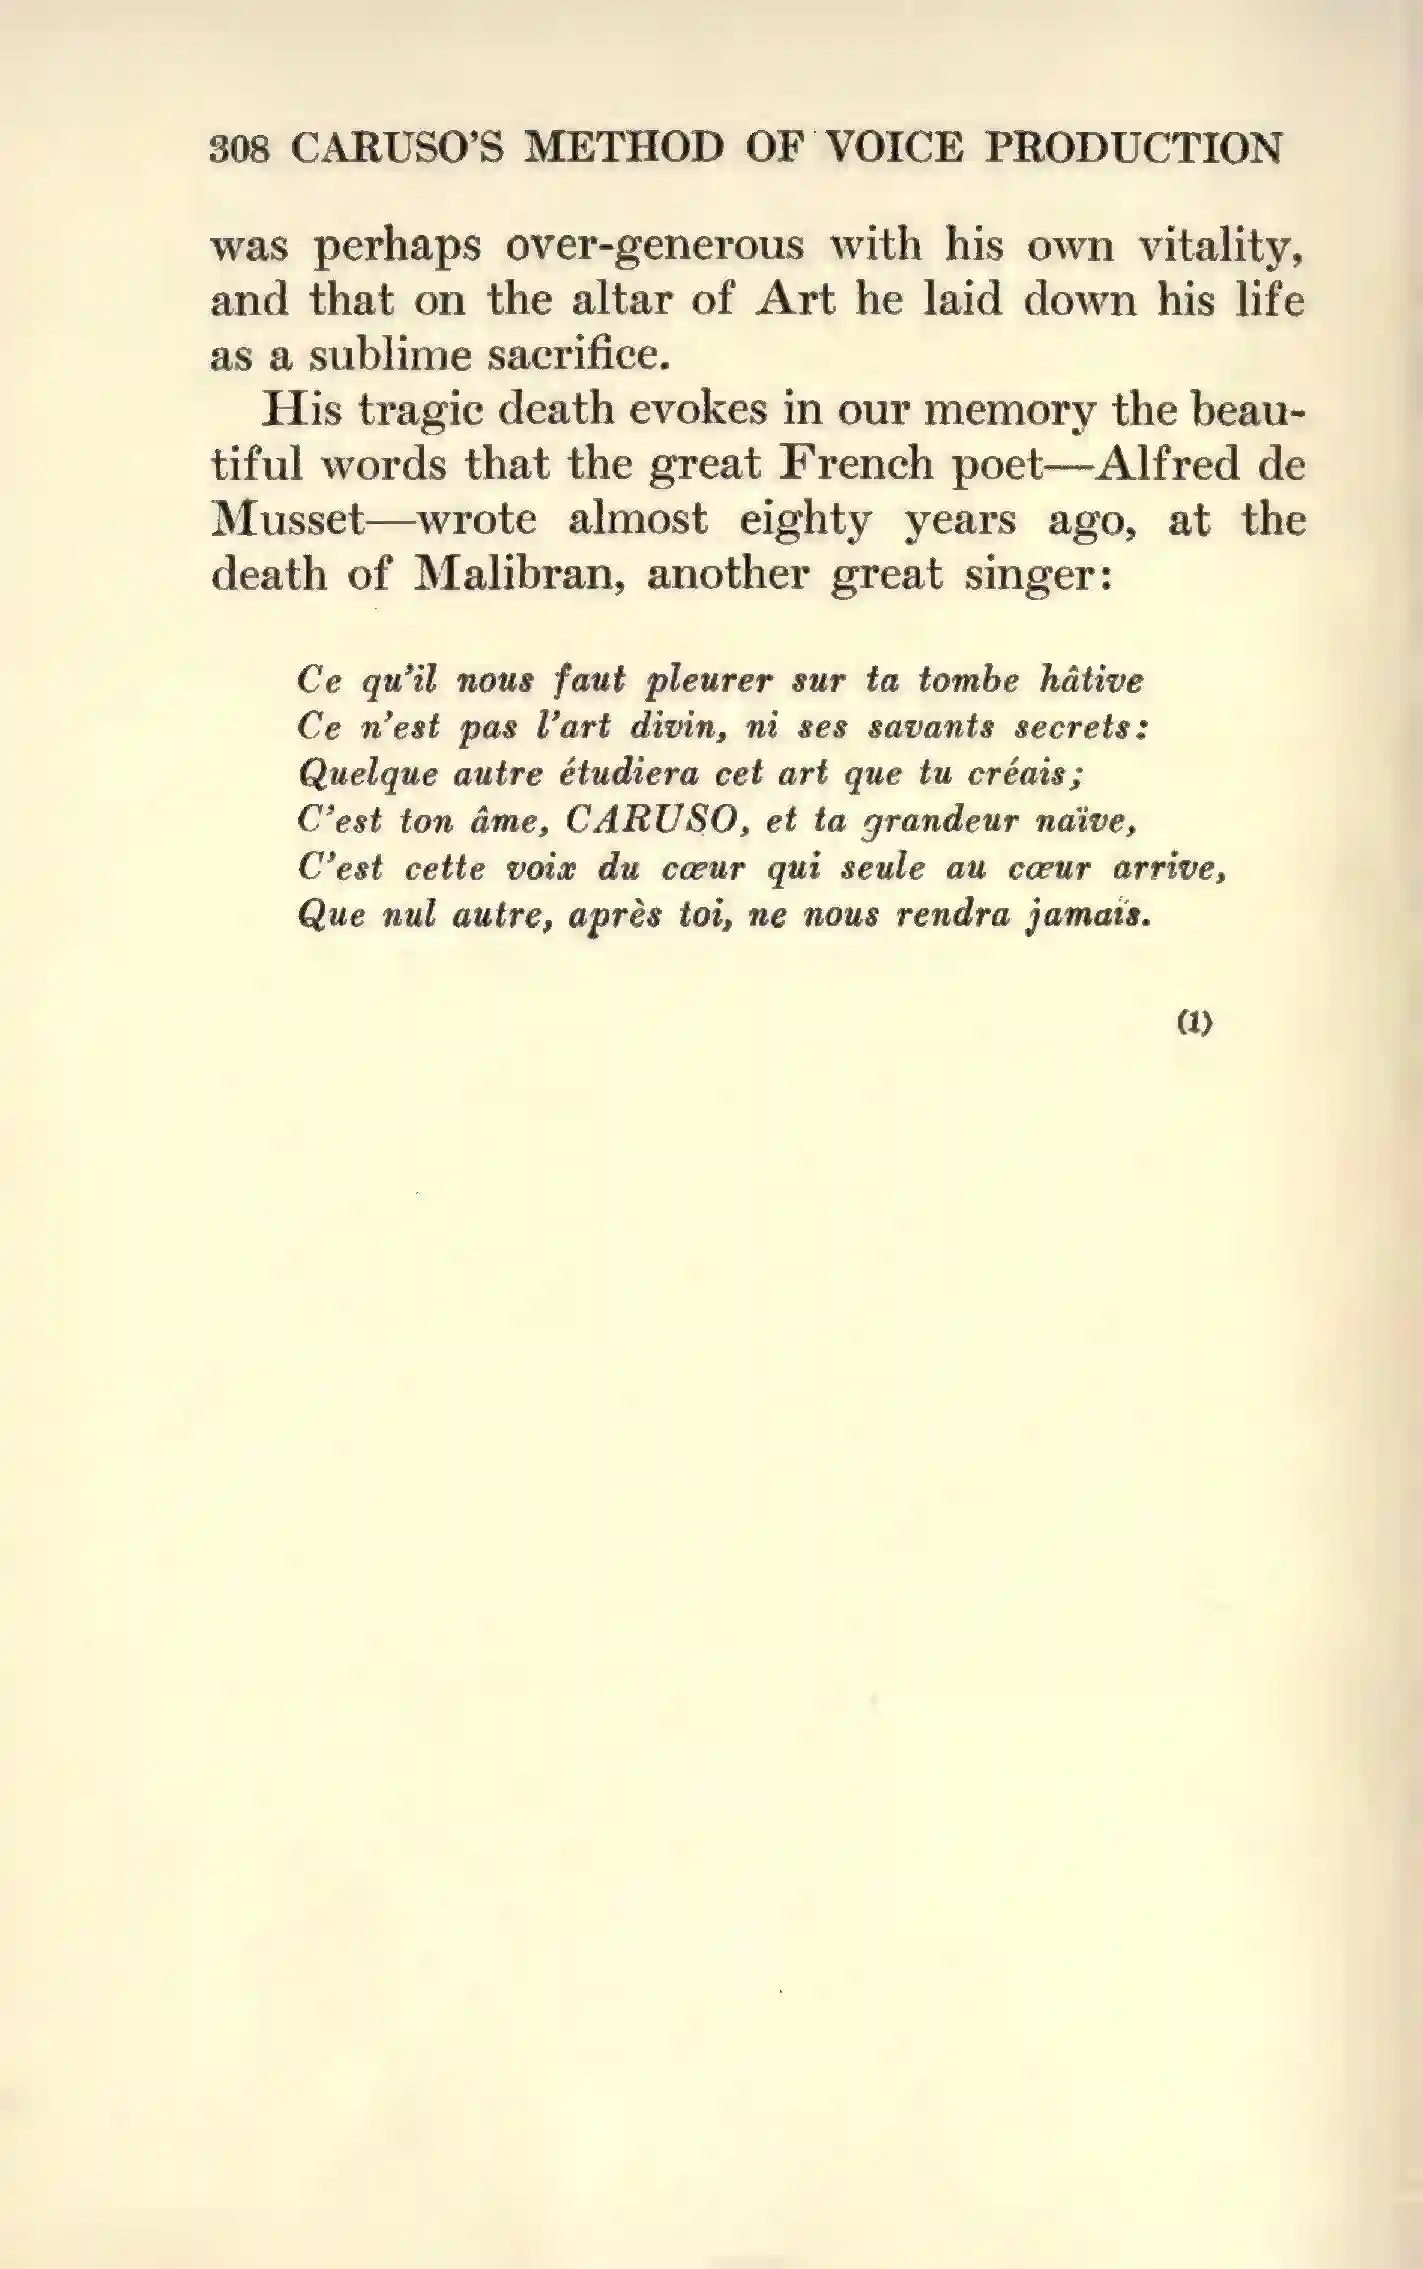 308 CARUSO'S METHOD OF VOICE PRODUCTION
was perhaps over-generous with his own vitality,
and that on the altar of Art he laid down his life
as a sublime sacrifice.
His tragic death evokes in our memory the beau-
tiful words that the great French poet—Alfred de
Musset—wrote almost eighty years ago, at the
death of Malibran, another great singer:
Ce qu'il nous faut pleurer sur ta tombe hâtive
Ce n'est pas l'art divin, ni ses savants secrets:
Quelque autre étudiera cet art que tu créais;
C'est ton âme, CARUSO, et ta grandeur naïve,
C'est cette voix du cœur qui seule au cœur arrive,
Que nul autre, après toi, ne nous rendra jamaïs.
(1)